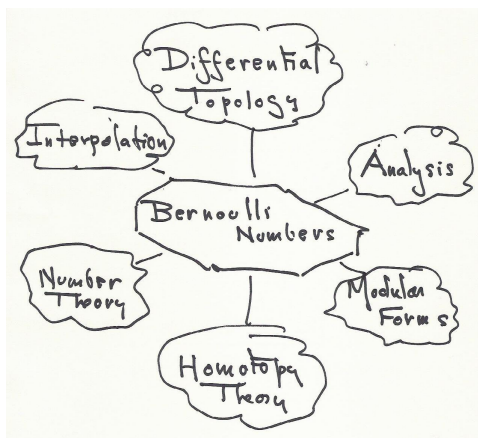 Differential
Topology
Interpolation
Analysis
Bernoulli
Numbers
Number
Theory
Modular
Forms
Homotopy
Theory